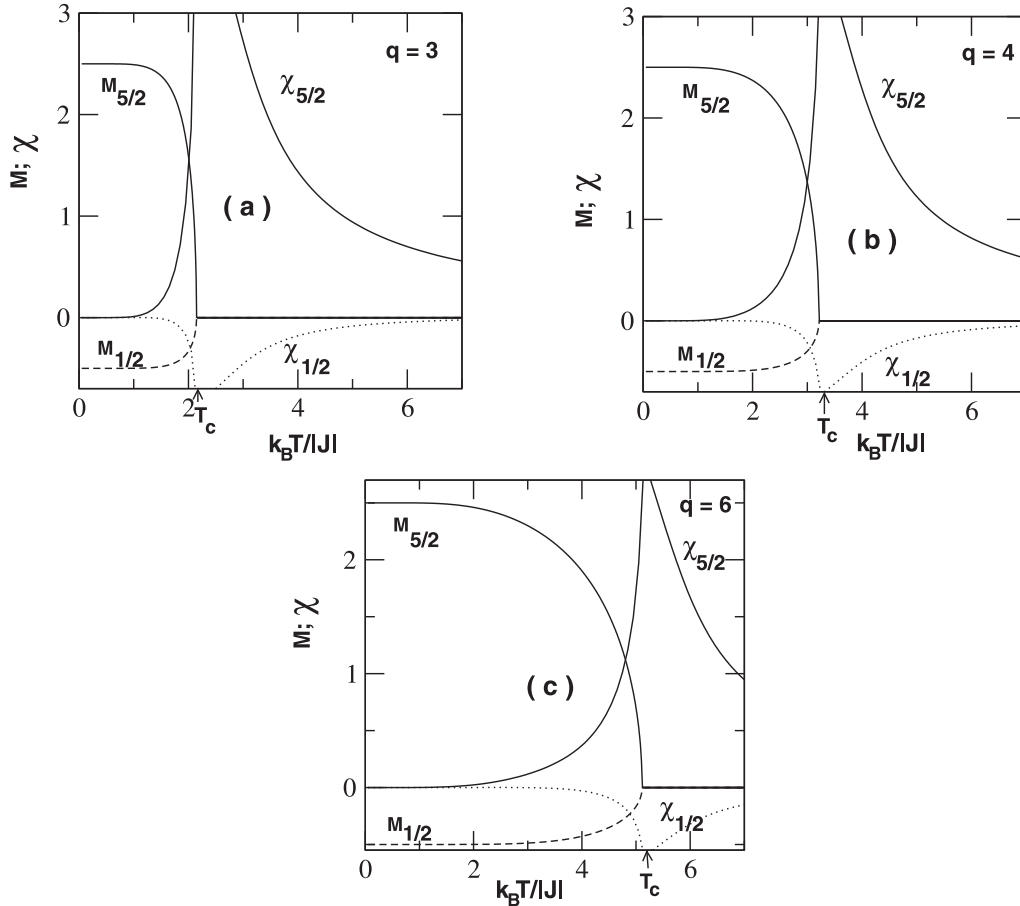 q = 3
3
M5/2
χ5/2
2
M; χ
( a )
1
0
M1/2
χ1/2
0
2
4
6
Tc
kBT/|J|
q = 4
3
M5/2
χ5/2
2
M; χ
( b )
1
0
M1/2
χ1/2
0
2
4
6
Tc
kBT/|J|
q = 6
M5/2
χ5/2
2
M; χ
( c )
1
0
M1/2
χ1/2
0
2
4
6
Tc
kBT/|J|